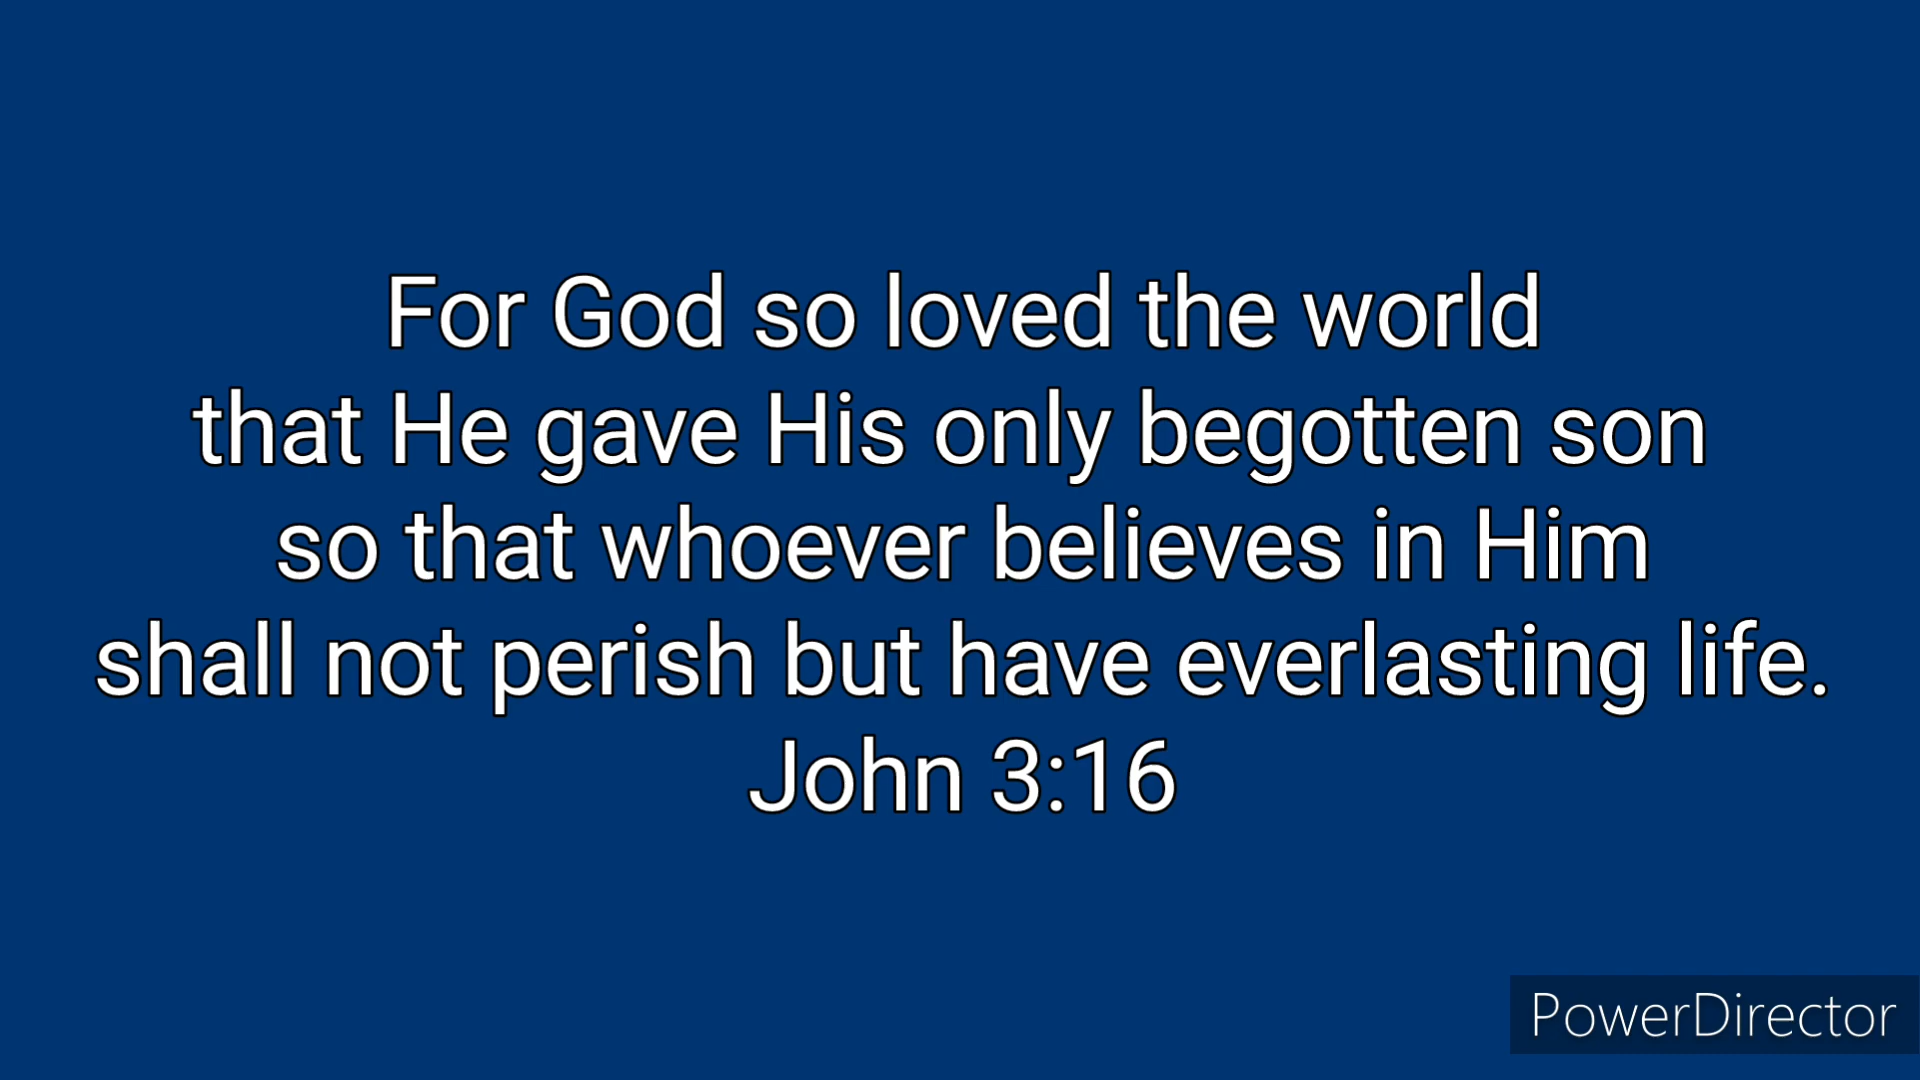 For God so loved the world
that He gave His only begotten son
so that whoever believes in Him
shall not perish but have everlasting life.
John 3:16
PowerDirector